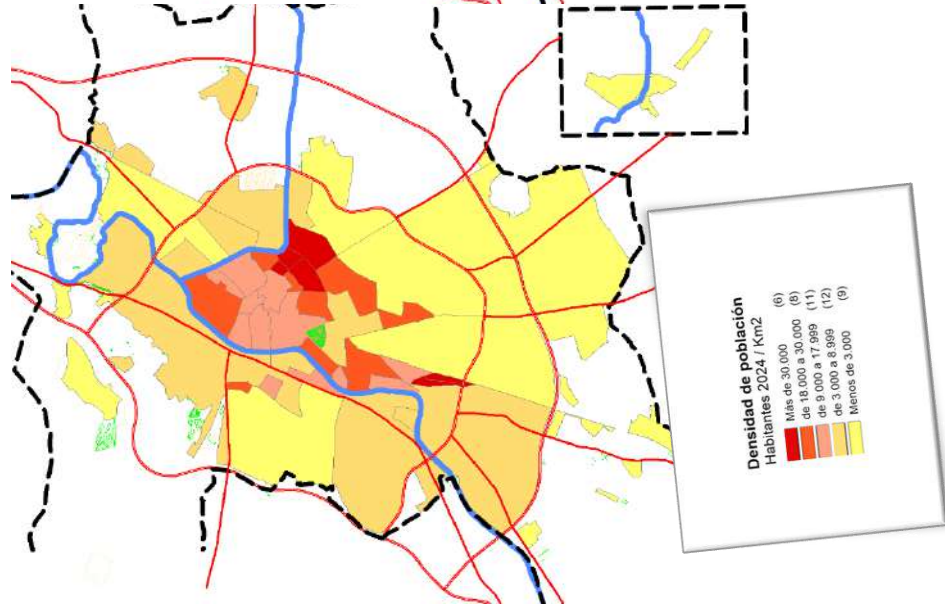 Densidad de población
Habitantes 2024 / Km2
Más de 30.000 (6)
de 18.000 a 30.000 (8)
de 9.000 a 17.999 (11)
de 3.000 a 8.999 (12)
Menos de 3.000 (9)